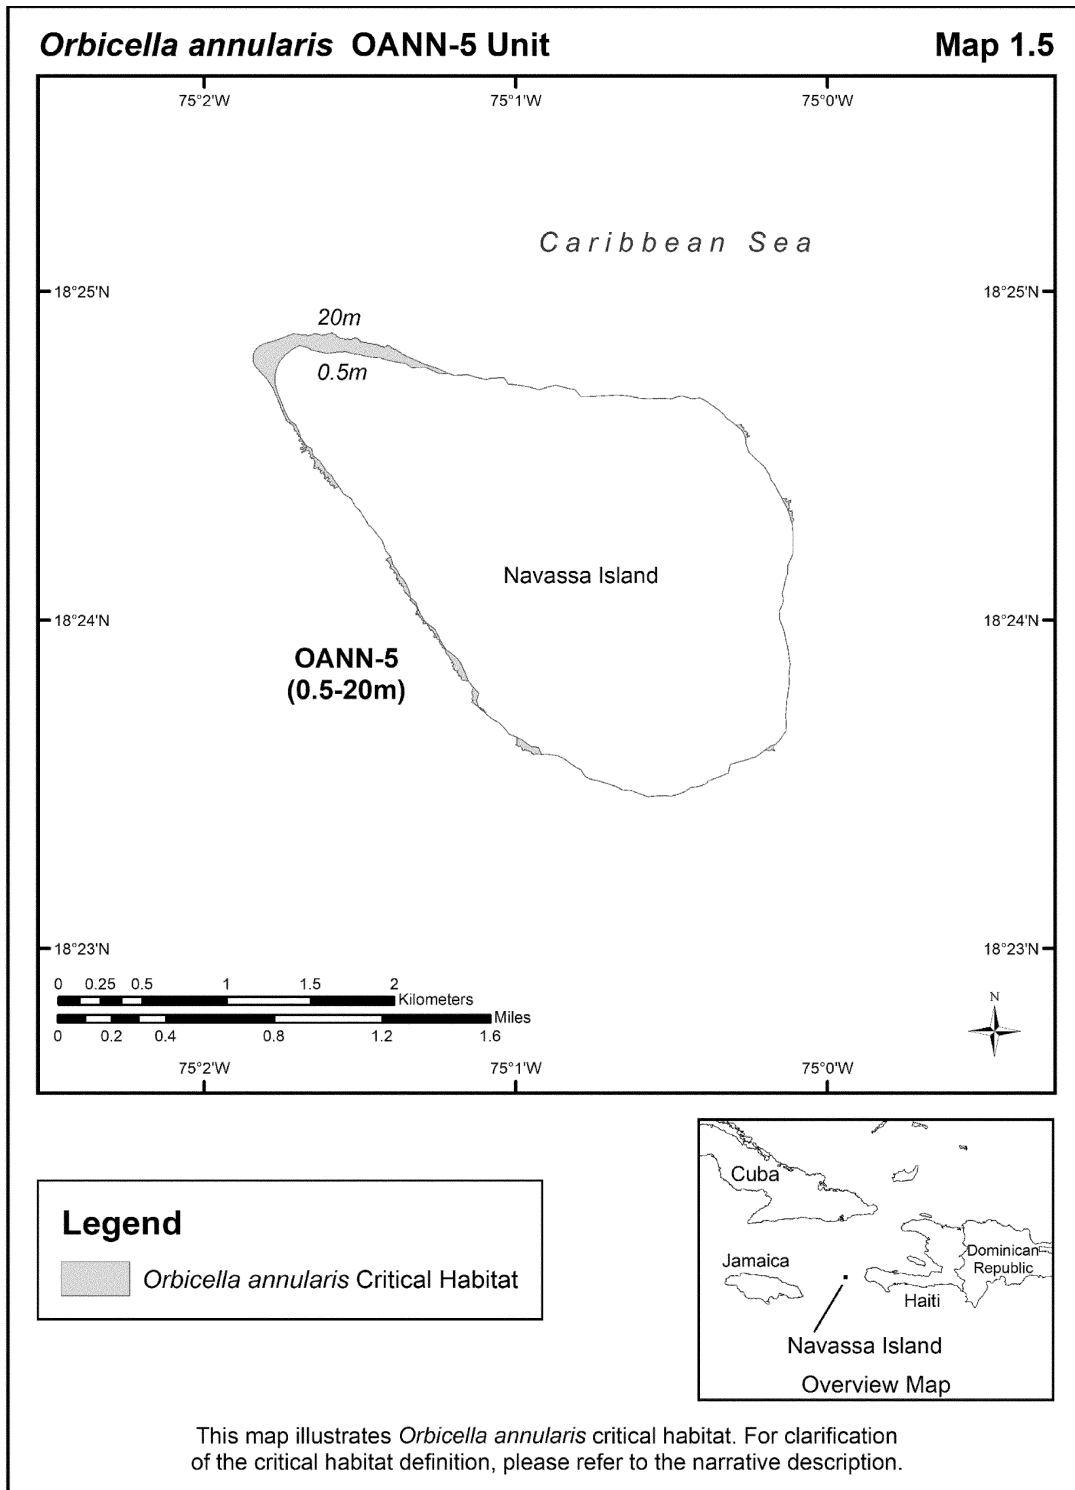 Orbicella annularis OANN-5 Unit
Map 1.5
75°2'W 75°1'W 75°0'W
Caribbean Sea
18°25'N 18°25'N
20m
0.5m
Navassa Island
18°24'N 18°24'N
OANN-5
(0.5-20m)
18°23'N 18°23'N
0 0.25 0.5 1 1.5 2
Kilometers
Miles
0 0.2 0.4 0.8 1.2 1.6
N
75°2'W 75°1'W 75°0'W
Legend
Orbicella annularis Critical Habitat
Cuba
Jamaica
Dominican
Republic
Haiti
Navassa Island
Overview Map
This map illustrates Orbicella annularis critical habitat. For clarification
of the critical habitat definition, please refer to the narrative description.